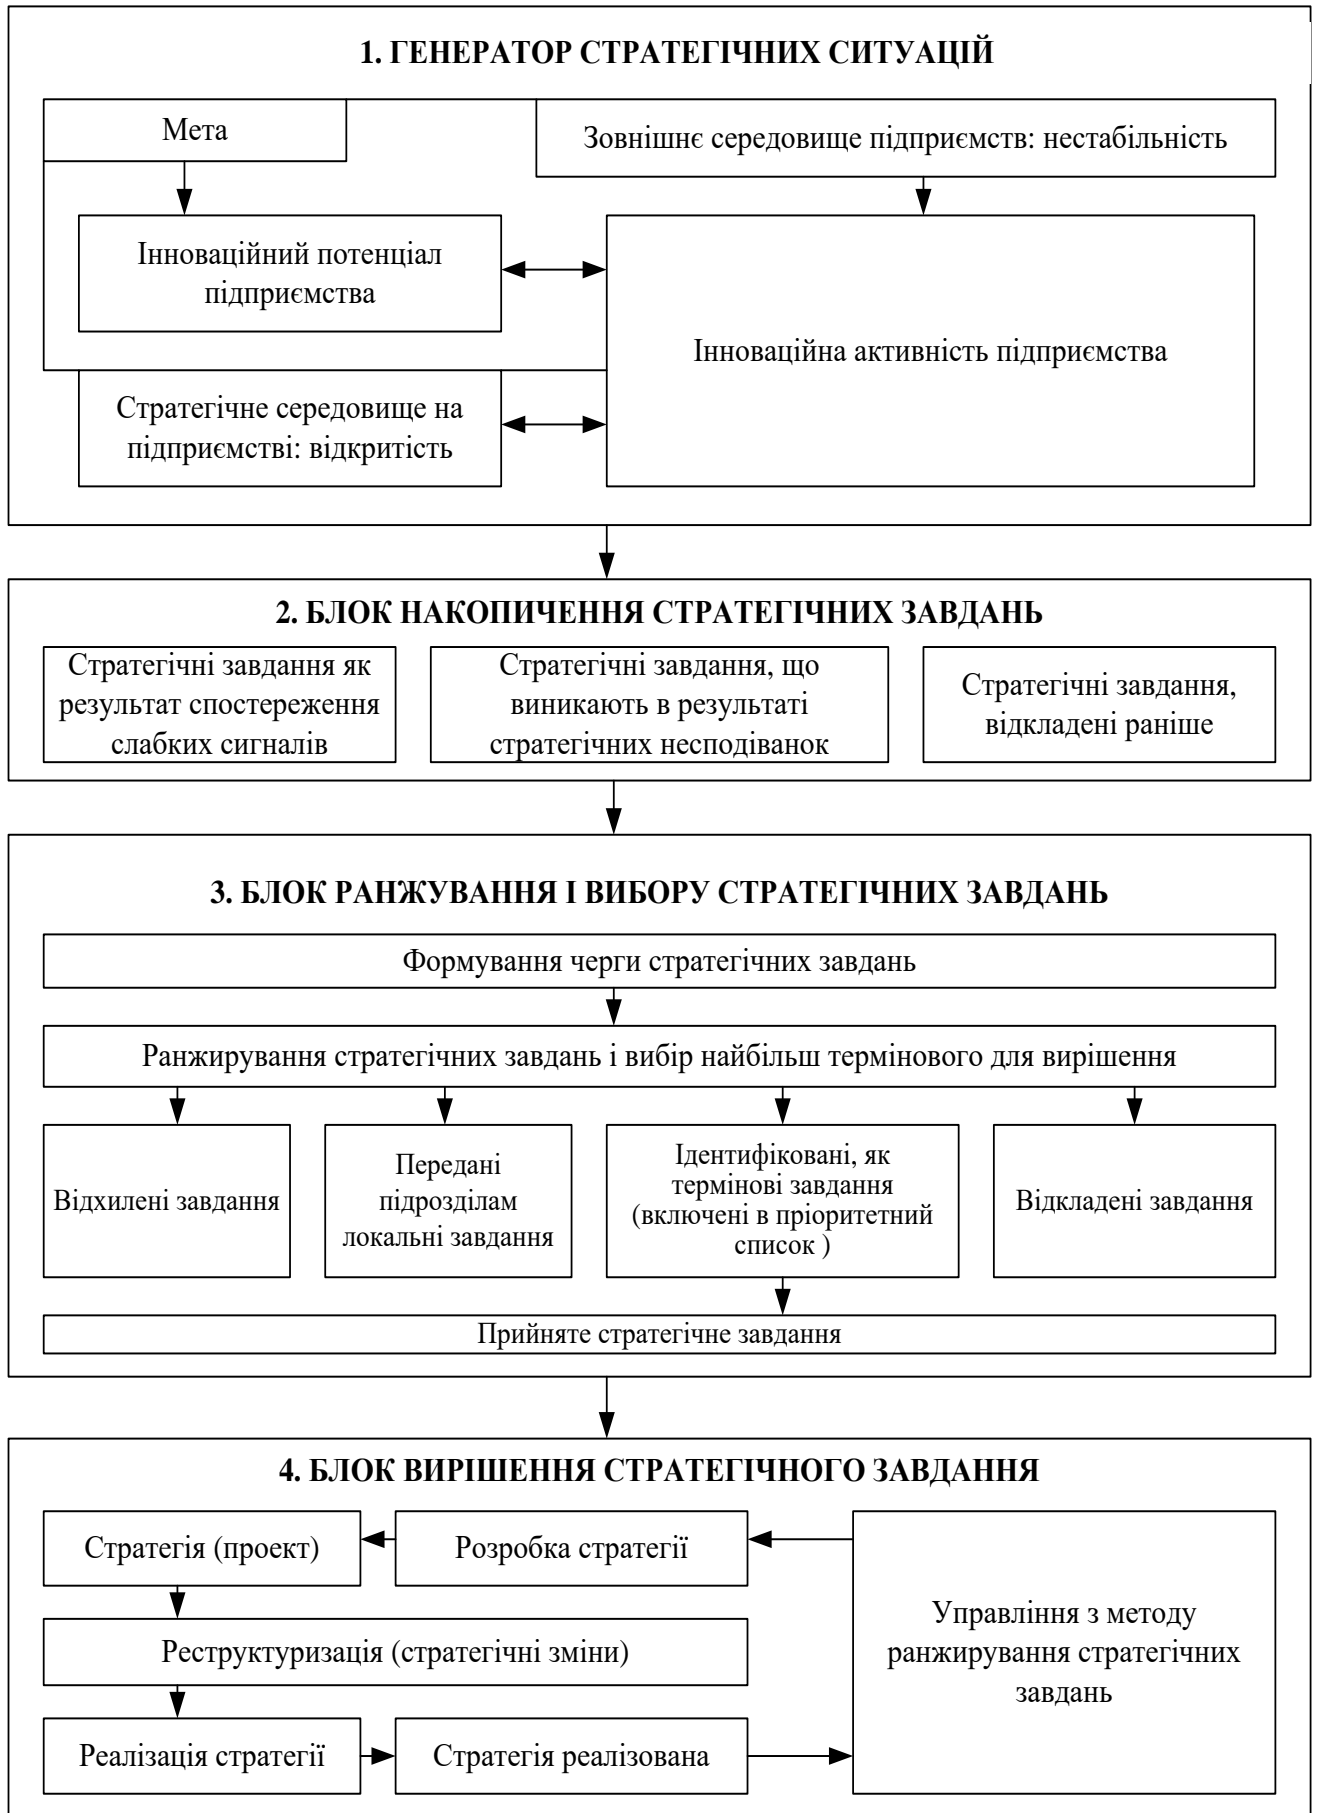 1. ГЕНЕРАТОР СТРАТЕГІЧНИХ СИТУАЦІЙ
Мета
Зовнішнє середовище підприємств: нестабільність
Інноваційний потенціал
підприємства
Інноваційна активність підприємства
Стратегічне середовище на
підприємстві: відкритість
2. БЛОК НАКОПИЧЕННЯ СТРАТЕГІЧНИХ ЗАВДАНЬ
Стратегічні завдання як
результат спостереження
слабких сигналів
Стратегічні завдання, що
виникають в результаті
стратегічних несподіванок
Стратегічні завдання,
відкладені раніше
3. БЛОК РАНЖУВАННЯ І ВИБОРУ СТРАТЕГІЧНИХ ЗАВДАНЬ
Формування черги стратегічних завдань
Ранжирування стратегічних завдань і вибір найбільш термінового для вирішення
Відхилені завдання
Передані
підрозділам
локальні завдання
Ідентифіковані, як
термінові завдання
(включені в пріоритетний
список )
Відкладені завдання
Прийняте стратегічне завдання
4. БЛОК ВИРІШЕННЯ СТРАТЕГІЧНОГО ЗАВДАННЯ
Стратегія (проект)
Розробка стратегії
Управління з методу
ранжирування стратегічних
завдань
Реструктуризація (стратегічні зміни)
Реалізація стратегії
Стратегія реалізована